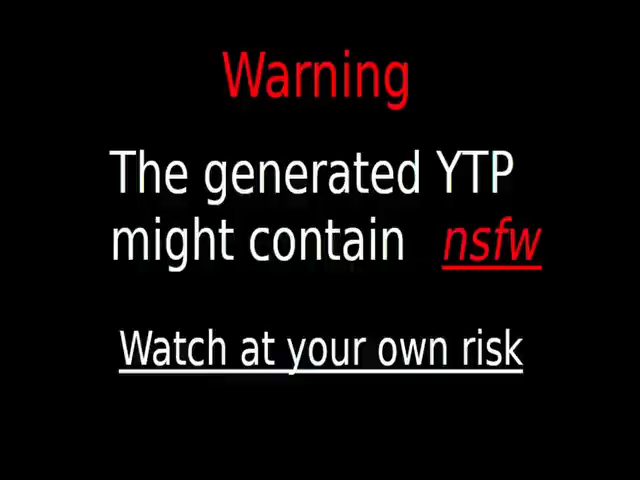 Warning
The generated YTP
might contain nsfw
Watch at your own risk